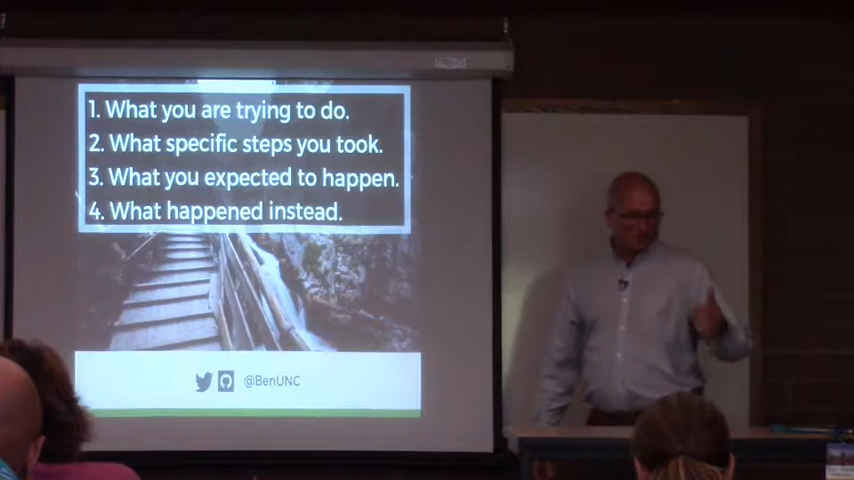 1. What you are trying to do.
2. What specific steps you took.
3. What you expected to happen.
4. What happened instead.
@BenUNC